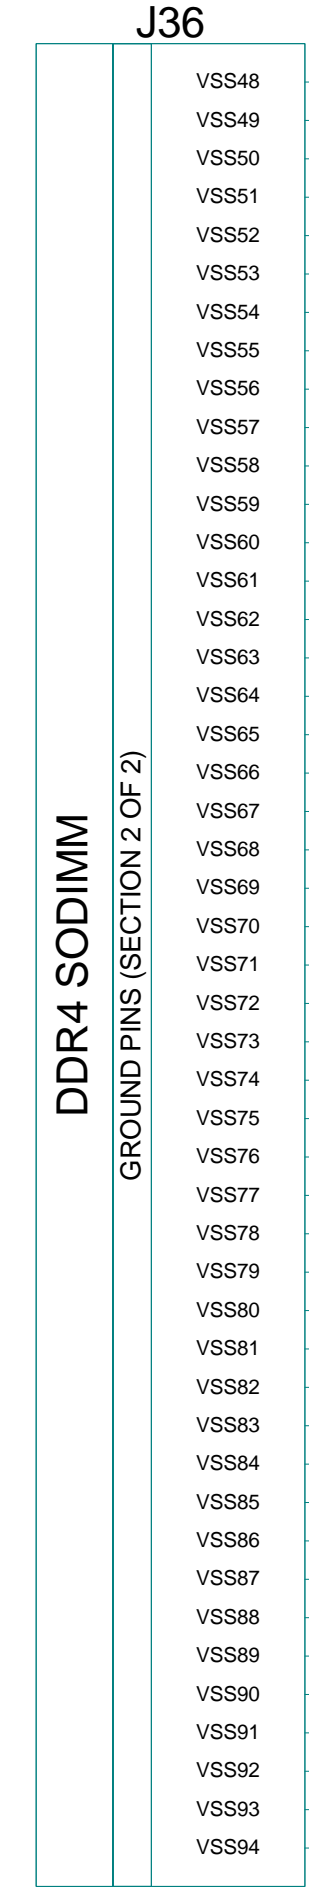 J36
DDR4 SODIMM
GROUND PINS (SECTION 2 OF 2)
VSS48
VSS49
VSS50
VSS51
VSS52
VSS53
VSS54
VSS55
VSS56
VSS57
VSS58
VSS59
VSS60
VSS61
VSS62
VSS63
VSS64
VSS65
VSS66
VSS67
VSS68
VSS69
VSS70
VSS71
VSS72
VSS73
VSS74
VSS75
VSS76
VSS77
VSS78
VSS79
VSS80
VSS81
VSS82
VSS83
VSS84
VSS85
VSS86
VSS87
VSS88
VSS89
VSS90
VSS91
VSS92
VSS93
VSS94